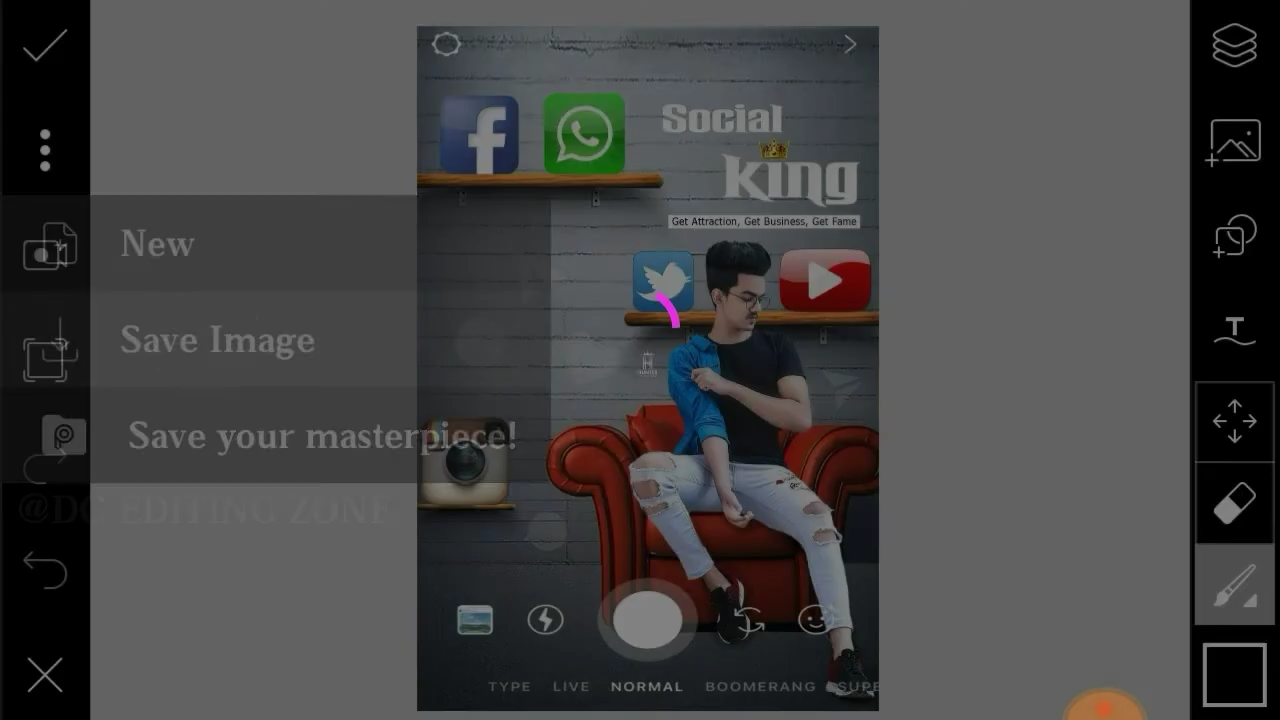 Social
king
Get Attraction, Get Business, Get Fame
New
Save Image
Save your masterpiece!
@DC EDITING ZONE
TYPE LIVE NORMAL BOOMERANG SUPE